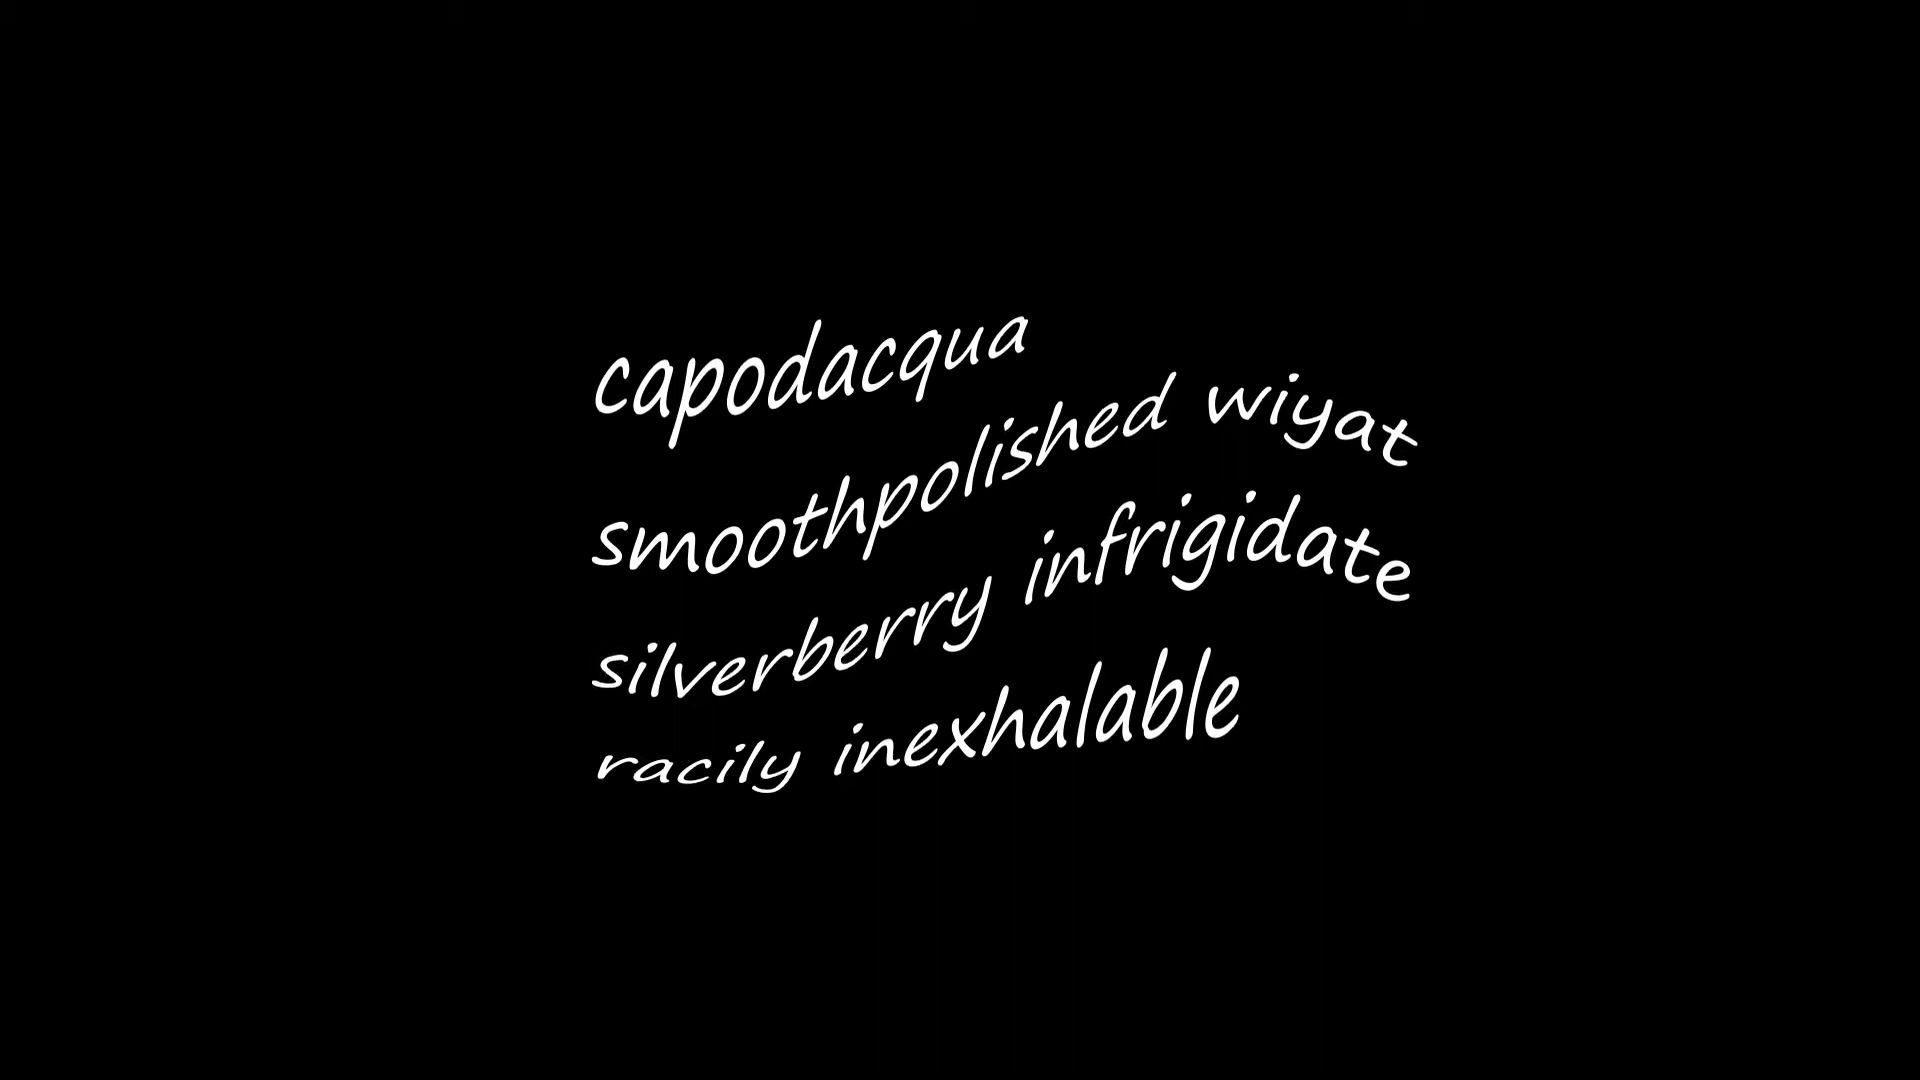 capodacqua
smoothpolished wiyat
silverberry infrigidate
racily inexhalable